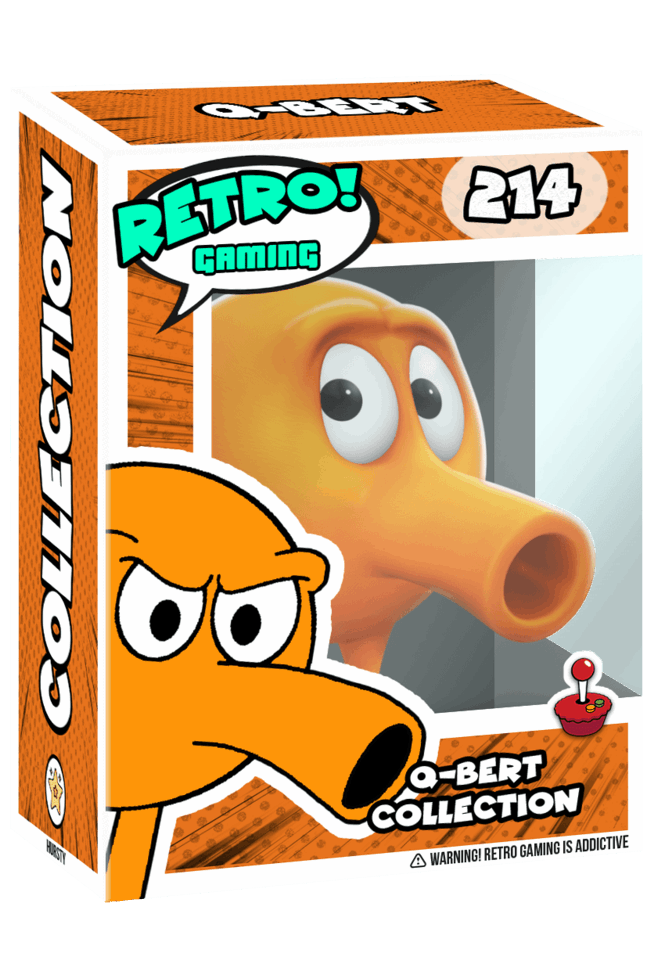 Q-BERT
RETRO!
GAMING
214
COLLECTION
Q-BERT
COLLECTION
WARNING! RETRO GAMING IS ADDICTIVE
HURSTY